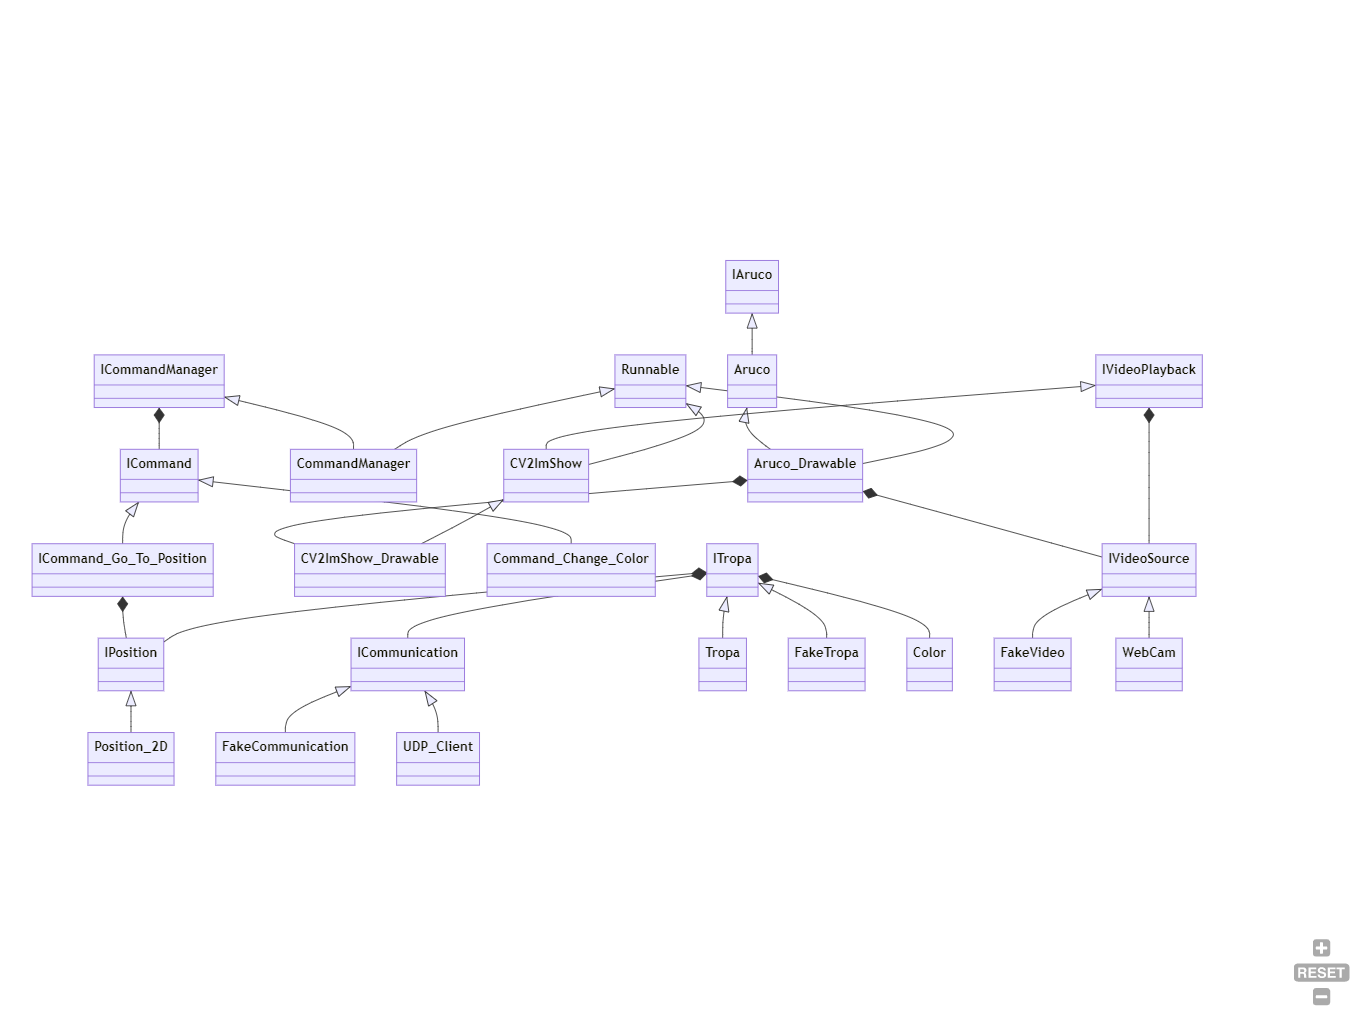 IAruco
ICommandManager
Runnable
Aruco
IVideoPlayback
ICommand
CommandManager
CV2ImShow
Aruco_Drawable
ICommand_Go_To_Position
CV2ImShow_Drawable
Command_Change_Color
ITropa
IVideoSource
IPosition
ICommunication
Tropa
FakeTropa
Color
FakeVideo
WebCam
Position_2D
FakeCommunication
UDP_Client
RESET